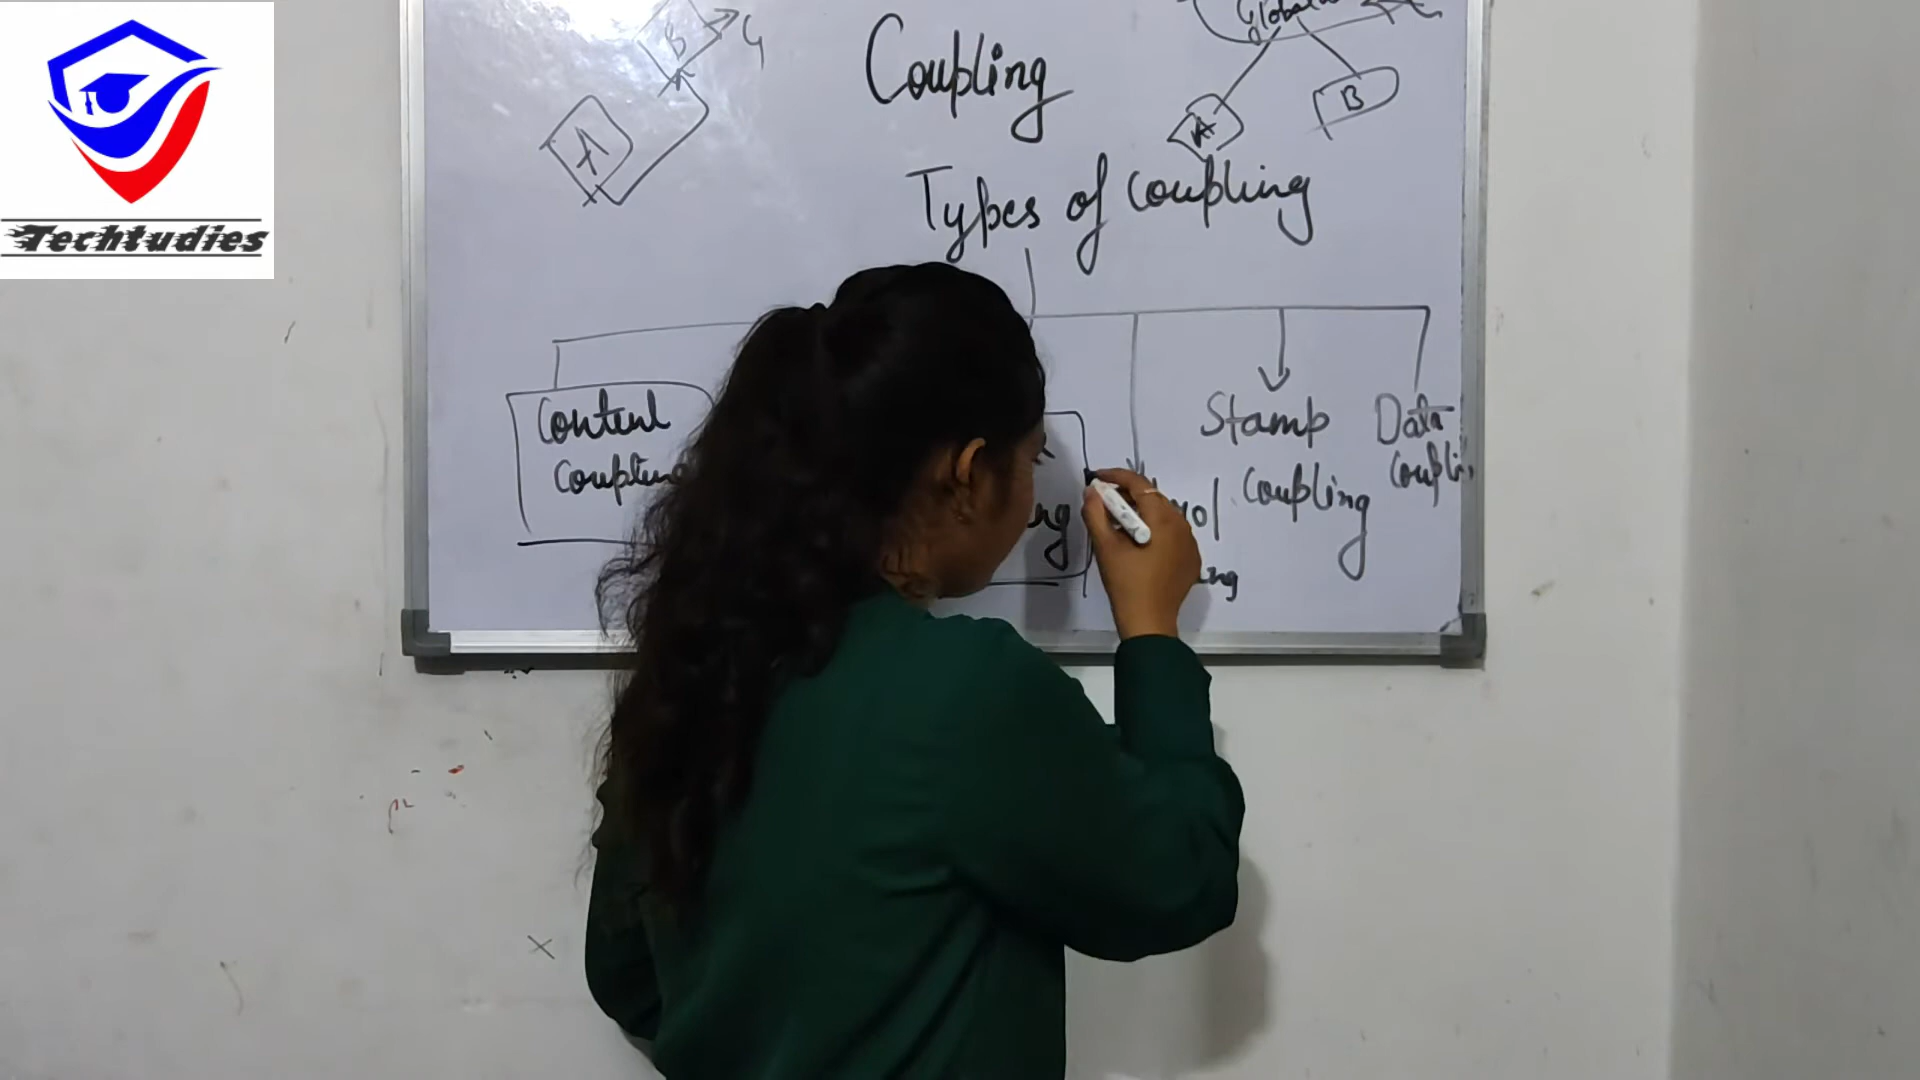 Techtudies
B
G
A
Coupling
Global
A
B
Types of coupling
Content
Coupling
Stamp
Coupling
Data